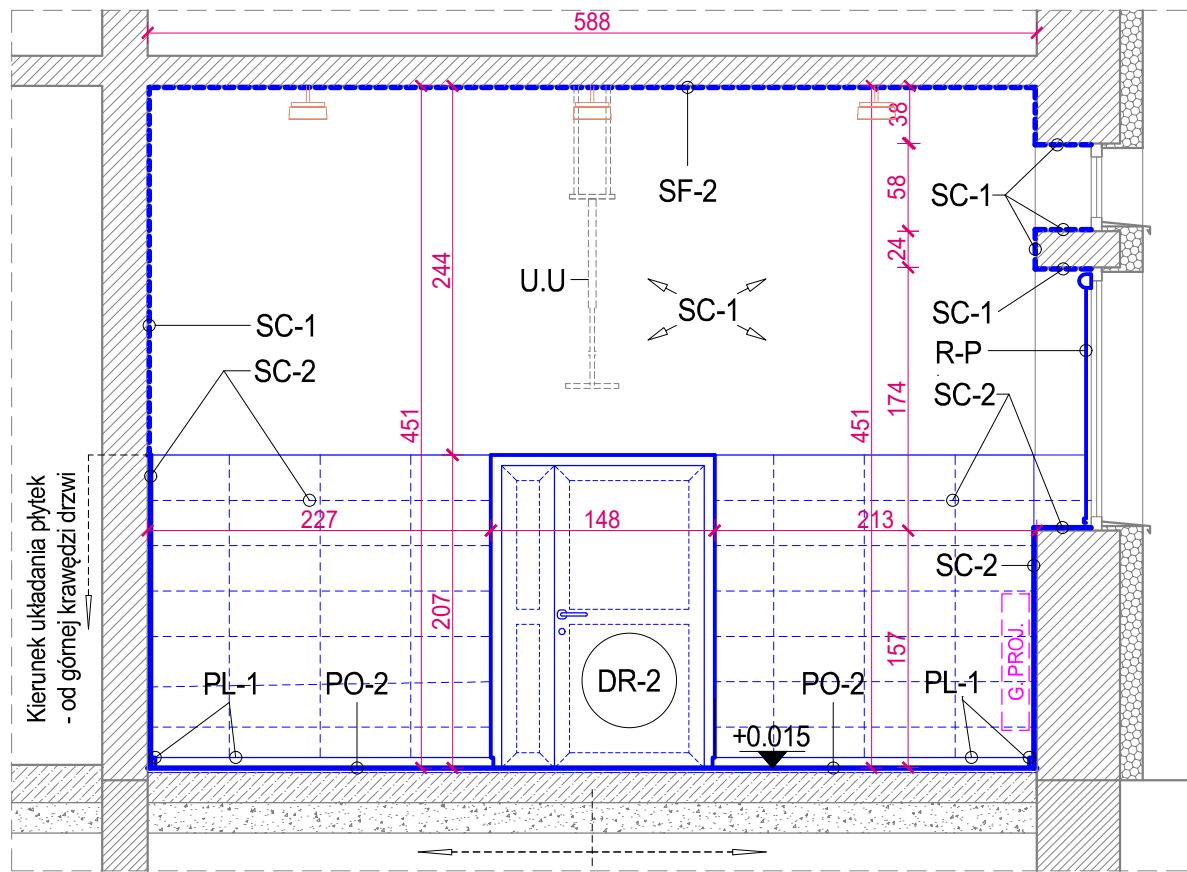 588
38
SF-2
58
SC-1
24
244
U.U
SC-1
SC-1
SC-1
R-P
SC-2
SC-2
174
451
451
Kierunek układania płytek
- od górnej krawędzi drzwi
227
148
213
SC-2
207
157
G. PROJ.
PL-1
PO-2
DR-2
PO-2
PL-1
+0.015